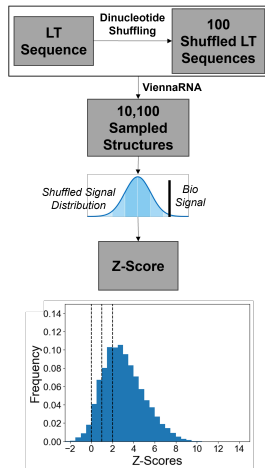 LT
Sequence
Dinucleotide
Shuffling
100
Shuffled LT
Sequences
ViennaRNA
10,100
Sampled
Structures
Shuffled Signal
Distribution
Bio
Signal
Z-Score
Frequency
0.14
0.12
0.10
0.08
0.06
0.04
0.02
0.00
−2 0 2 4 6 8 10 12 14
Z-Scores